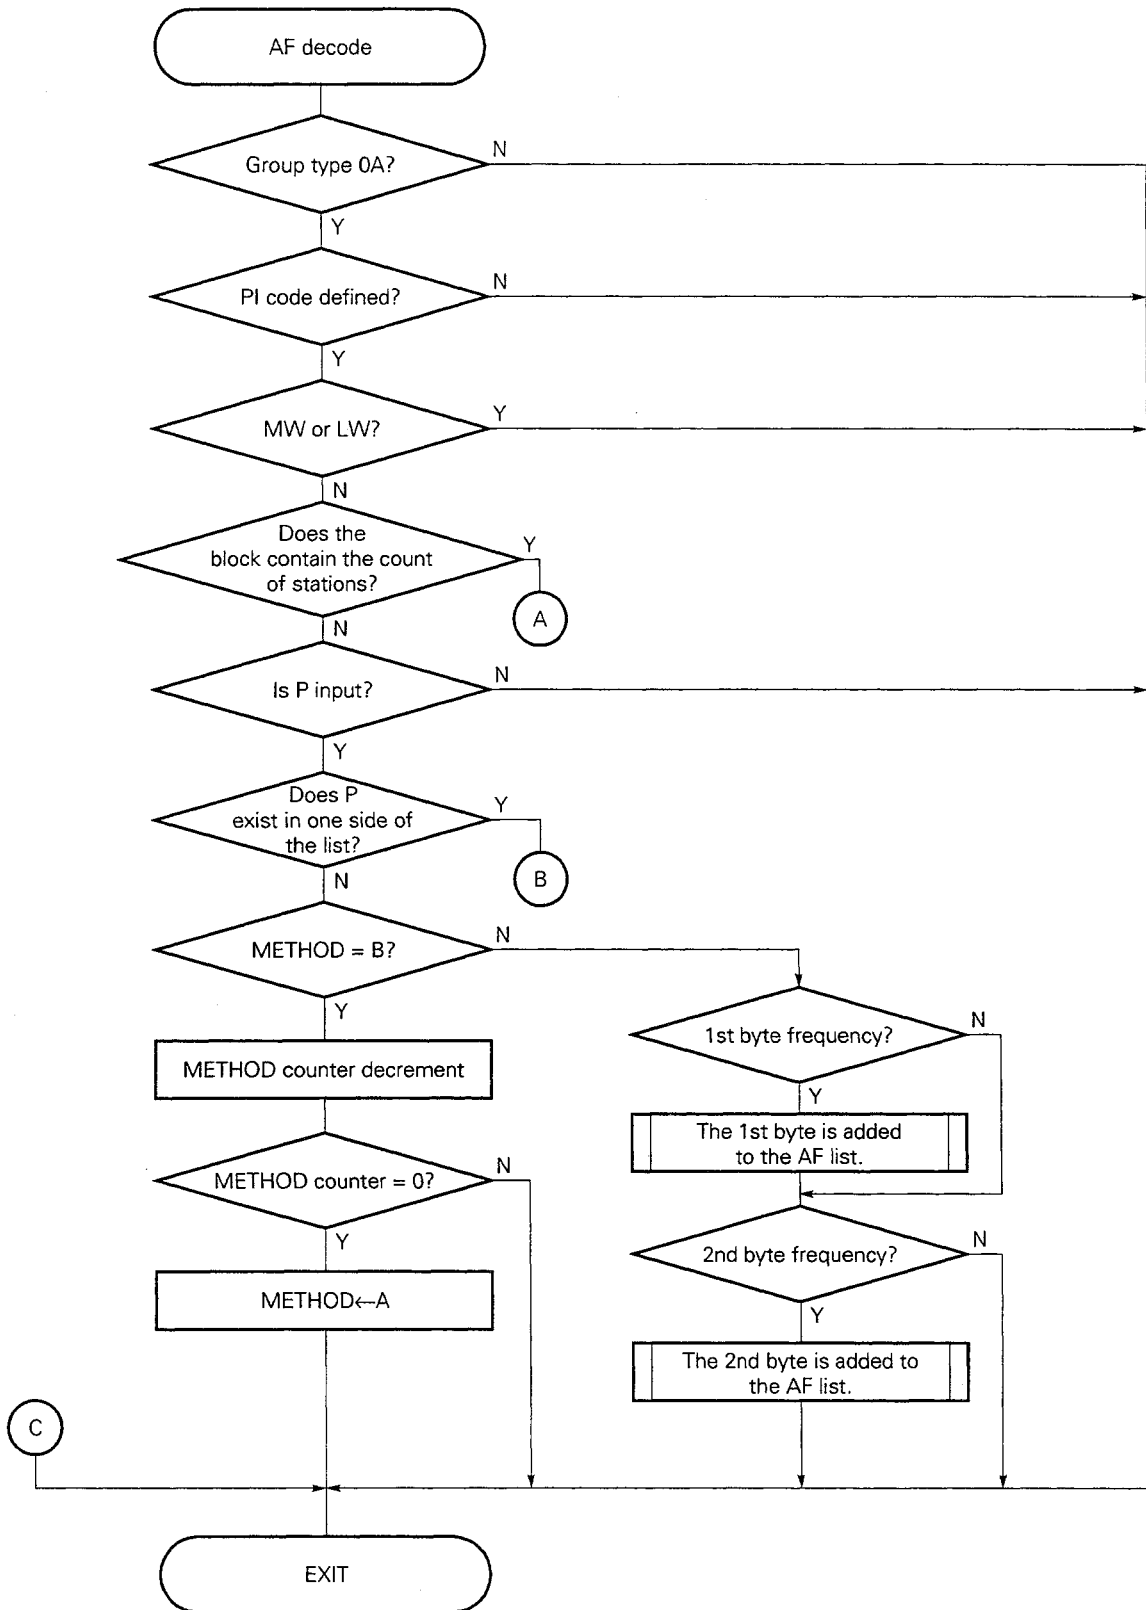 AF decode
Group type 0A?
N
Y
PI code defined?
N
Y
MW or LW?
Y
N
Does the
block contain the count
of stations?
Y
A
N
Is P input?
N
Y
Does P
exist in one side of
the list?
Y
B
N
METHOD = B?
N
Y
METHOD counter decrement
METHOD counter = 0?
N
Y
METHOD←A
1st byte frequency?
N
Y
The 1st byte is added
to the AF list.
2nd byte frequency?
N
Y
The 2nd byte is added to
the AF list.
C
EXIT